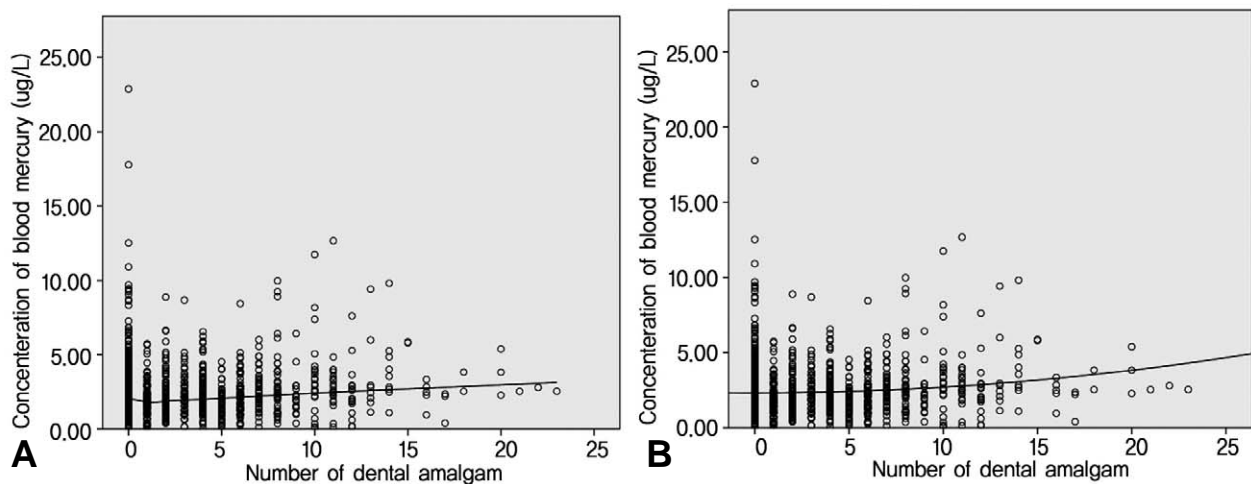 Concenteration of blood mercury (ug/L)
25.00
20.00
15.00
10.00
5.00
0.00
0 5 10 15 20 25
Number of dental amalgam
A
Concenteration of blood mercury (ug/L)
25.00
20.00
15.00
10.00
5.00
0.00
0 5 10 15 20 25
Number of dental amalgam
B